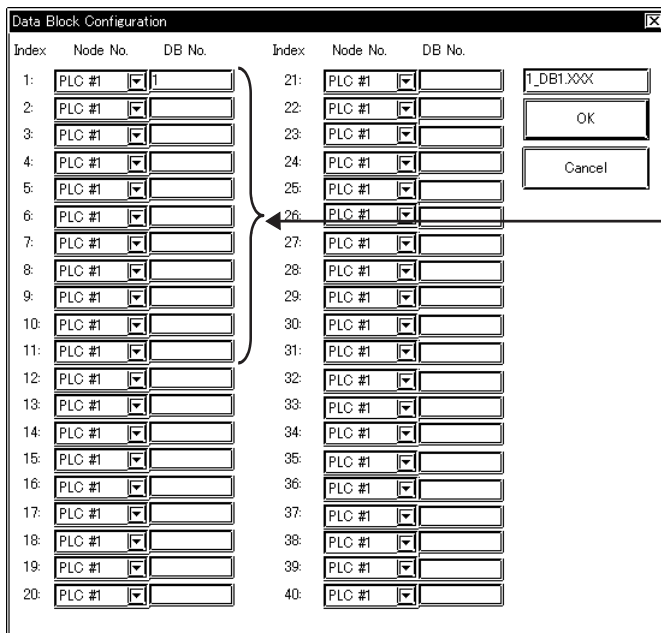 Data Block Configuration
Index Node No. DB No. Index Node No. DB No.
1: PLC #1 1 21: PLC #1 1_DB1.XXX
2: PLC #1 22: PLC #1 OK
3: PLC #1 23: PLC #1
4: PLC #1 24: PLC #1 Cancel
5: PLC #1 25: PLC #1
6: PLC #1 26: PLC #1
7: PLC #1 27: PLC #1
8: PLC #1 28: PLC #1
9: PLC #1 29: PLC #1
10: PLC #1 30: PLC #1
11: PLC #1 31: PLC #1
12: PLC #1 32: PLC #1
13: PLC #1 33: PLC #1
14: PLC #1 34: PLC #1
15: PLC #1 35: PLC #1
16: PLC #1 36: PLC #1
17: PLC #1 37: PLC #1
18: PLC #1 38: PLC #1
19: PLC #1 39: PLC #1
20: PLC #1 40: PLC #1